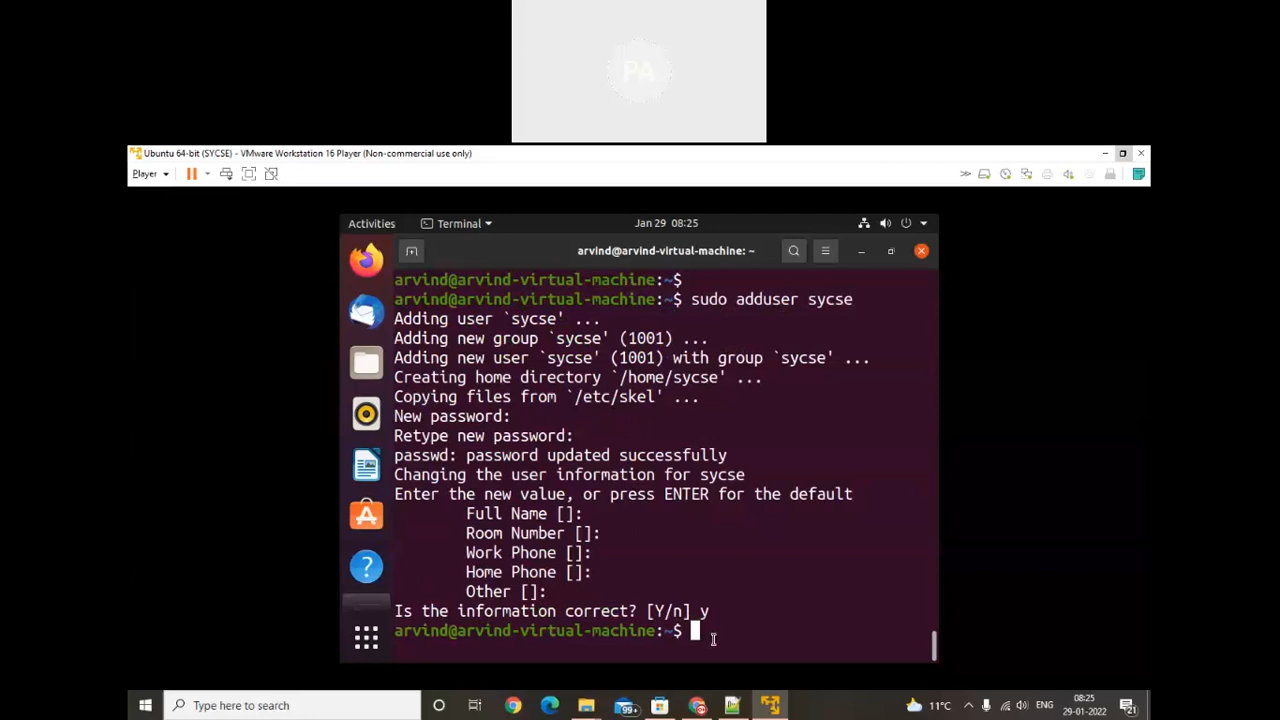 PA
Ubuntu 64-bit (SYCSE) - VMware Workstation 16 Player (Non-commercial use only)
Player
Activities
Terminal
Jan 29 08:25
arvind@arvind-virtual-machine: ~
arvind@arvind-virtual-machine:~$
arvind@arvind-virtual-machine:~$ sudo adduser sycse
Adding user `sycse' ...
Adding new group `sycse' (1001) ...
Adding new user `sycse' (1001) with group `sycse' ...
Creating home directory `/home/sycse' ...
Copying files from `/etc/skel' ...
New password:
Retype new password:
passwd: password updated successfully
Changing the user information for sycse
Enter the new value, or press ENTER for the default
Full Name []:
Room Number []:
Work Phone []:
Home Phone []:
Other []:
Is the information correct? [Y/n] y
arvind@arvind-virtual-machine:~$
Type here to search
99+
11°C
ENG
08:25
29-01-2022
21